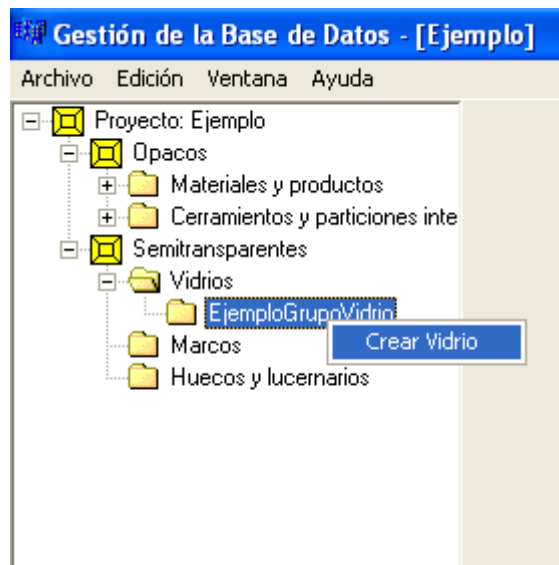 Gestión de la Base de Datos - [Ejemplo]
Archivo Edición Ventana Ayuda
Proyecto: Ejemplo
Opacos
Materiales y productos
Cerramientos y particiones inte
Semitransparentes
Vidrios
EjemploGrupoVidrio
Crear Vidrio
Marcos
Huecos y lucernarios